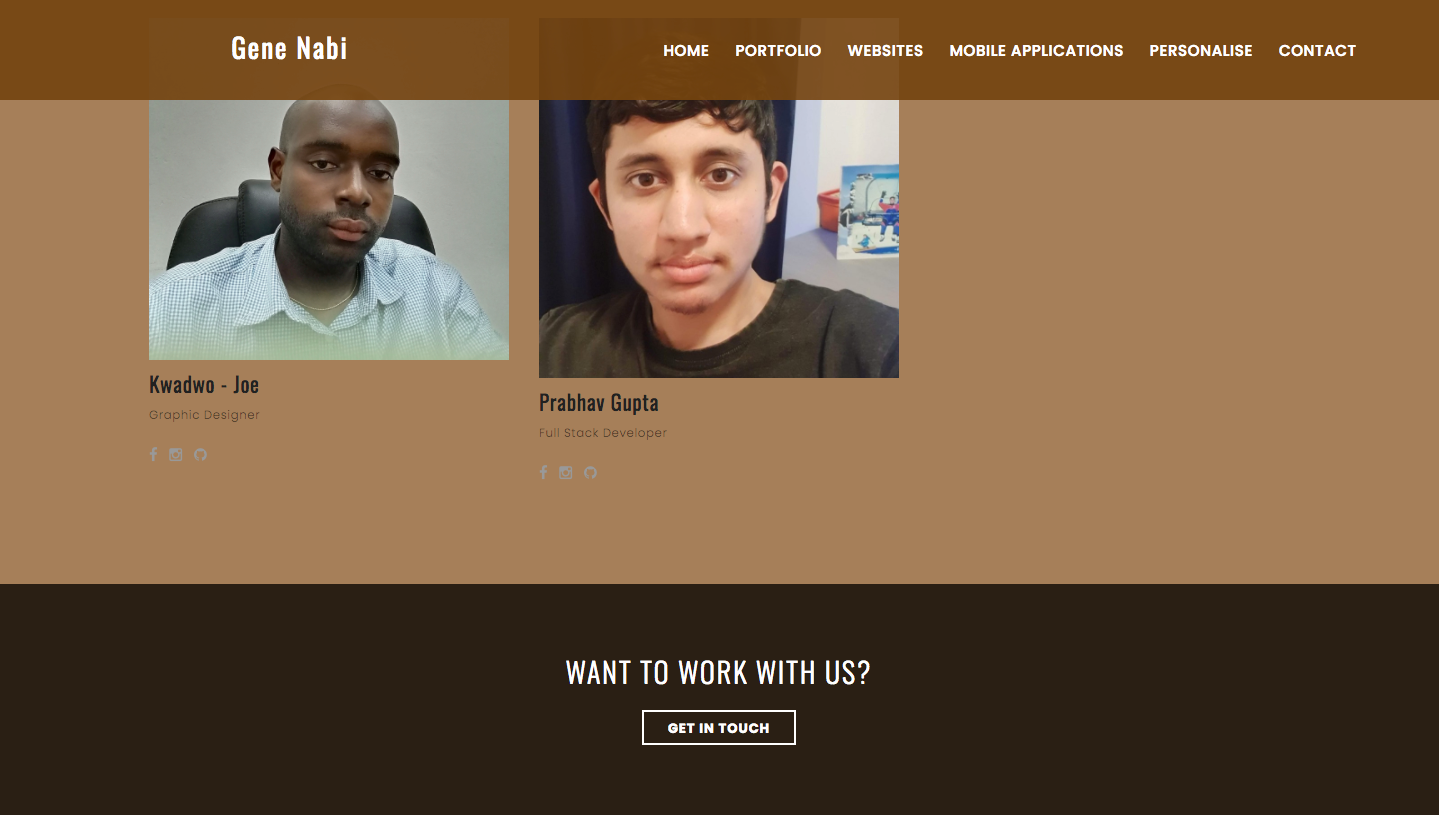 Gene Nabi
HOME PORTFOLIO WEBSITES MOBILE APPLICATIONS PERSONALISE CONTACT
Kwadwo - Joe
Graphic Designer
Prabhav Gupta
Full Stack Developer
WANT TO WORK WITH US?
GET IN TOUCH